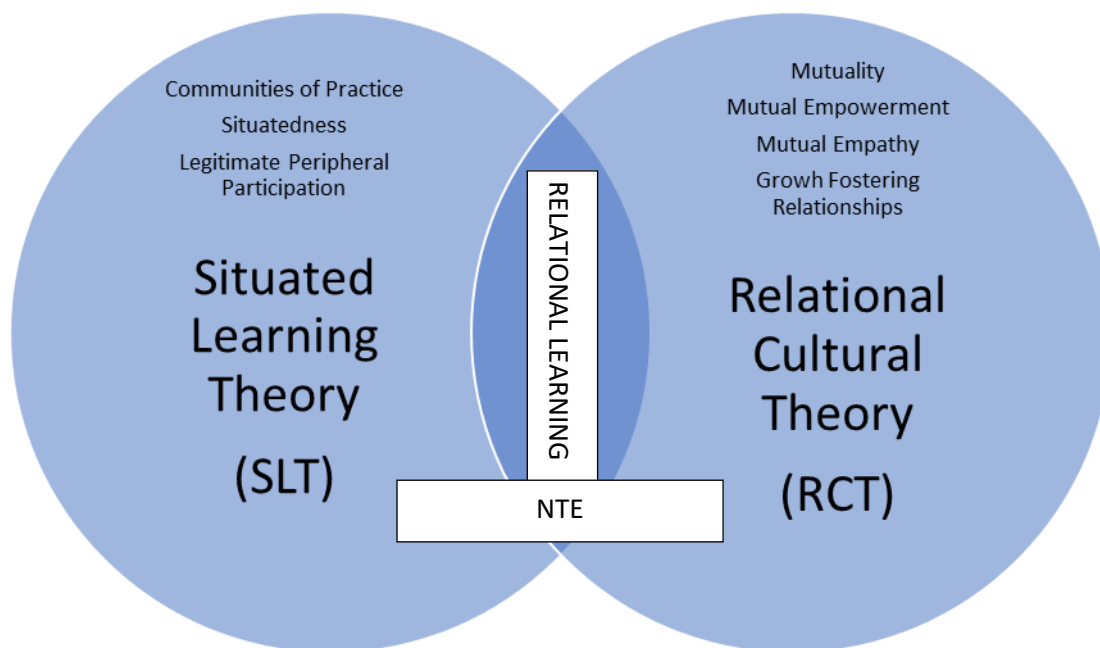 Communities of Practice
Situatedness
Legitimate Peripheral
Participation
Situated
Learning
Theory
(SLT)
RELATIONAL LEARNING
NTE
Mutuality
Mutual Empowerment
Mutual Empathy
Growth Fostering
Relationships
Relational
Cultural
Theory
(RCT)